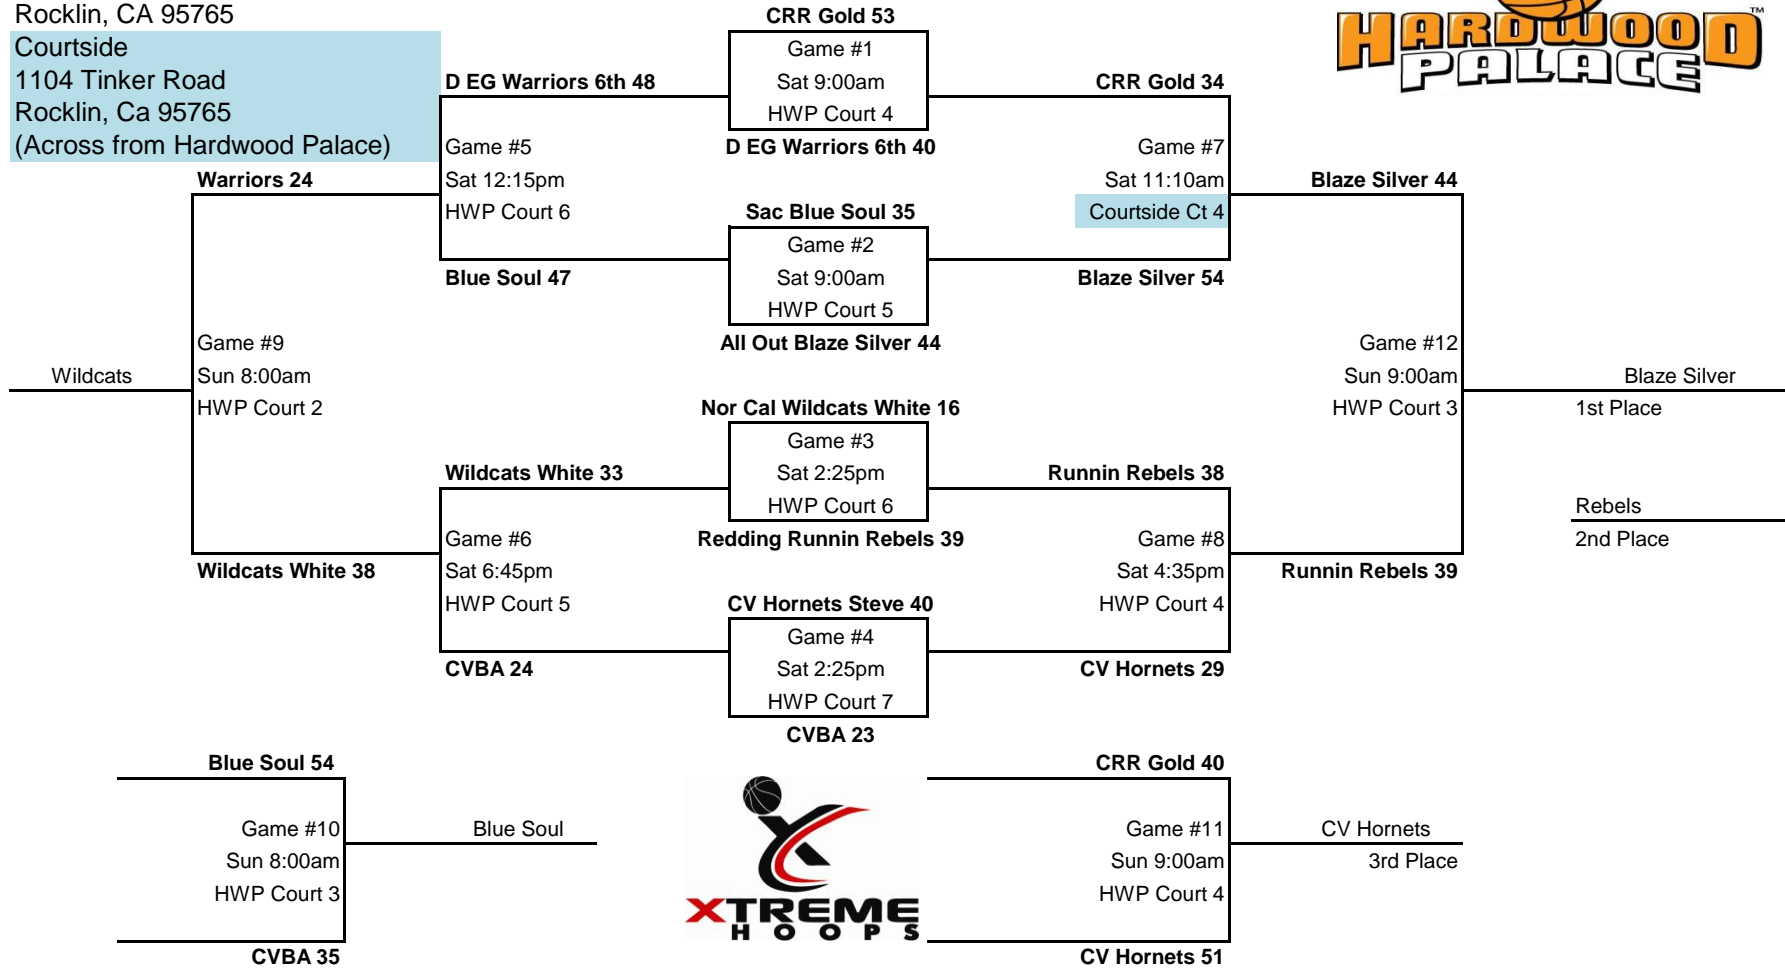 Rocklin, CA 95765
Courtside
1104 Tinker Road
Rocklin, Ca 95765
(Across from Hardwood Palace)
HARDWOOD
PALACE
TM
CRR Gold 53
Game #1
Sat 9:00am
HWP Court 4
D EG Warriors 6th 40
D EG Warriors 6th 48
Game #5
Sat 12:15pm
HWP Court 6
Blue Soul 47
CRR Gold 34
Game #7
Sat 11:10am
Courtside Ct 4
Blaze Silver 54
Sac Blue Soul 35
Game #2
Sat 9:00am
HWP Court 5
All Out Blaze Silver 44
Warriors 24
Game #9
Sun 8:00am
HWP Court 2
Wildcats White 38
Wildcats
Blaze Silver 44
Game #12
Sun 9:00am
HWP Court 3
Runnin Rebels 39
Blaze Silver
1st Place
Rebels
2nd Place
Nor Cal Wildcats White 16
Game #3
Sat 2:25pm
HWP Court 6
Redding Runnin Rebels 39
Wildcats White 33
Game #6
Sat 6:45pm
HWP Court 5
CVBA 24
Runnin Rebels 38
Game #8
Sat 4:35pm
HWP Court 4
CV Hornets 29
CV Hornets Steve 40
Game #4
Sat 2:25pm
HWP Court 7
CVBA 23
Blue Soul 54
Game #10
Sun 8:00am
HWP Court 3
CVBA 35
Blue Soul
XTREME
HOOPS
CRR Gold 40
Game #11
Sun 9:00am
HWP Court 4
CV Hornets 51
CV Hornets
3rd Place